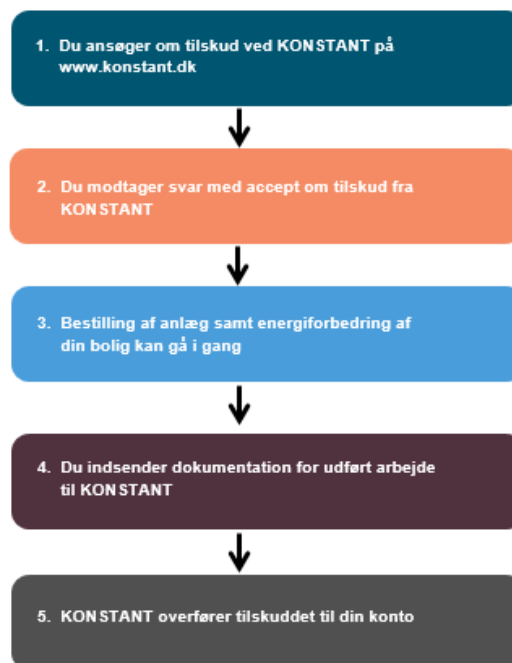 1. Du ansøger om tilskud ved KONSTANT på
www.konstant.dk
2. Du modtager svar med accept om tilskud fra
KONSTANT
3. Bestilling af anlæg samt energiforbedring af
din bolig kan gå i gang
4. Du indsender dokumentation for udført arbejde
til KONSTANT
5. KONSTANT overfører tilskuddet til din konto